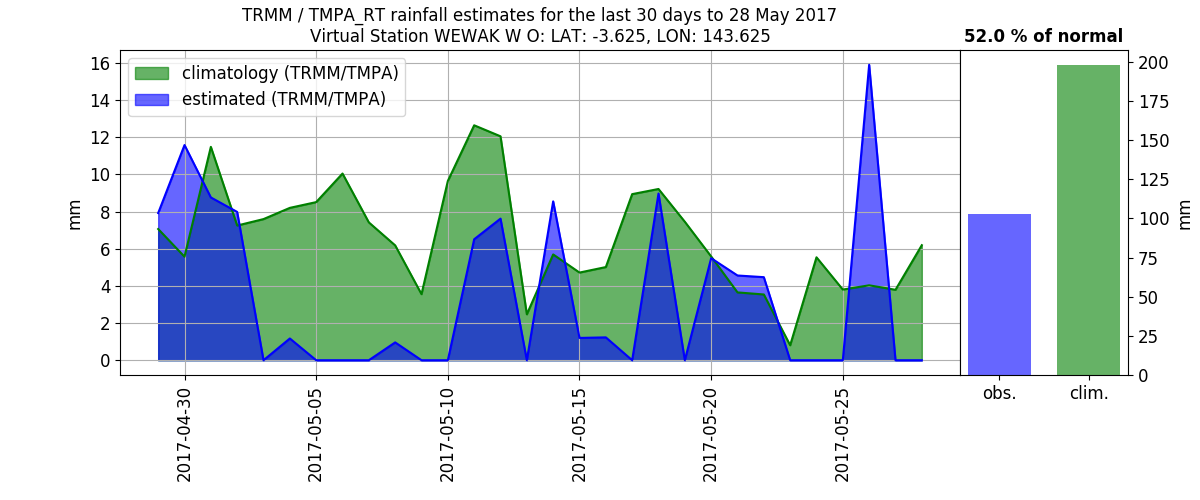 TRMM / TMPA_RT rainfall estimates for the last 30 days to 28 May 2017
Virtual Station WEWAK W O: LAT: -3.625, LON: 143.625
52.0 % of normal
climatology (TRMM/TMPA)
estimated (TRMM/TMPA)
mm
16
14
12
10
8
6
4
2
0
2017-04-30
2017-05-05
2017-05-10
2017-05-15
2017-05-20
2017-05-25
obs.
clim.
200
175
150
125
100
75
50
25
0
mm